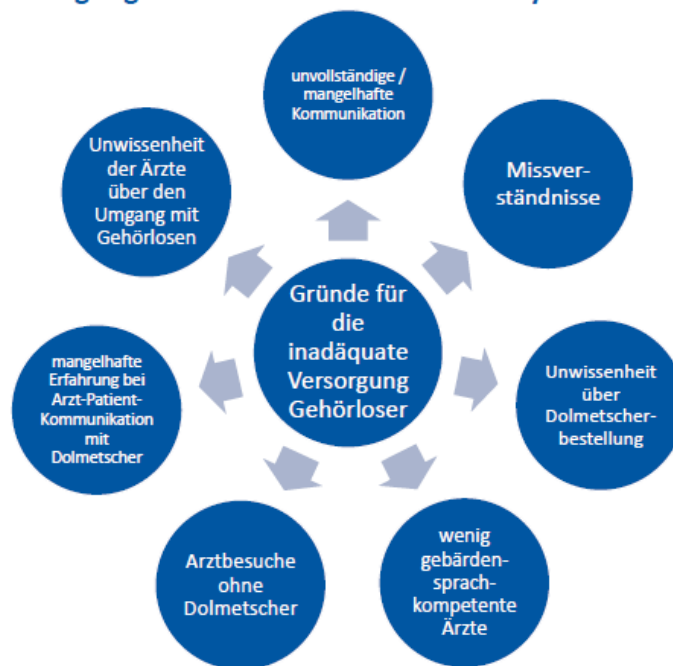 unvollständige /
mangelhafte
Kommunikation
Missver-
ständnisse
Unwissenheit
über
Dolmetscher-
bestellung
wenig
gebärden-
sprach-
kompetente
Ärzte
Arztbesuche
ohne
Dolmetscher
mangelhafte
Erfahrung bei
Arzt-Patient-
Kommunikation
mit
Dolmetscher
Unwissenheit
der Ärzte
über den
Umgang mit
Gehörlosen
Gründe für
die
inadäquate
Versorgung
Gehörloser